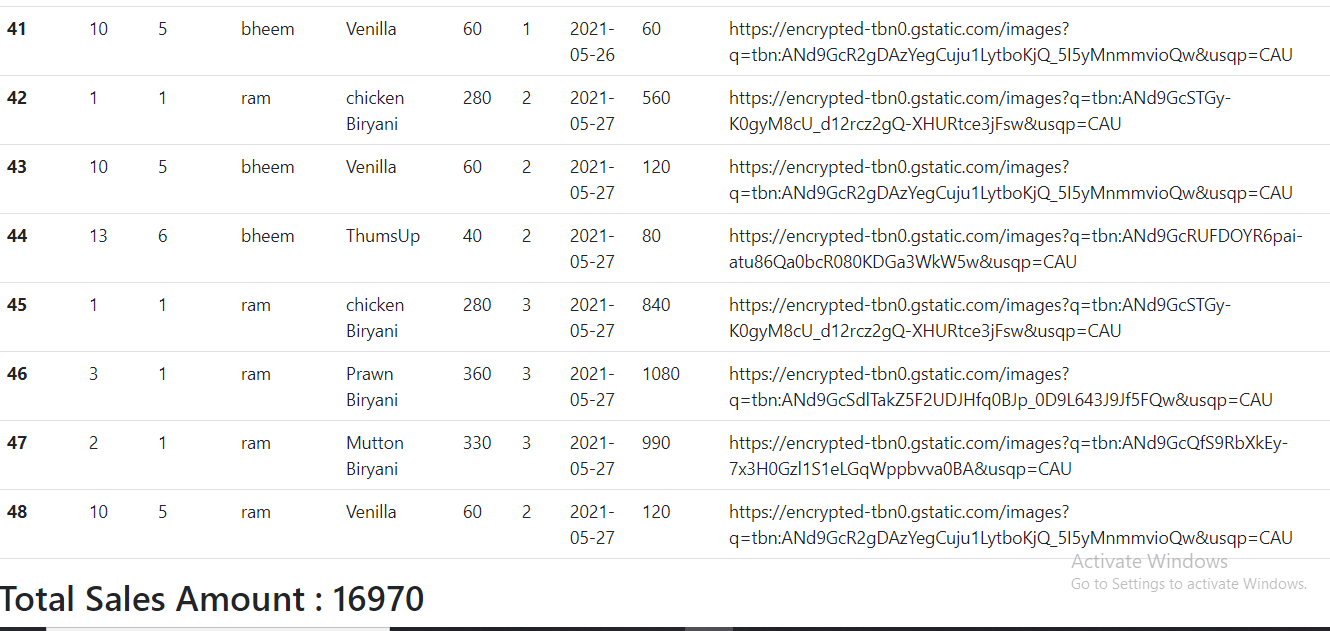 41 10 5 bheem Venilla 60 1 2021- 60 https://encrypted-tbn0.gstatic.com/images?
05-26 q=tbn:ANd9GcR2gDAzYegCuju1LytboKjQ_5I5yMnmmvioQw&usqp=CAU
42 1 1 ram chicken 280 2 2021- 560 https://encrypted-tbn0.gstatic.com/images?q=tbn:ANd9GcSTGy-
Biryani 05-27 K0gyM8cU_d12rcz2gQ-XHURtce3jFsw&usqp=CAU
43 10 5 bheem Venilla 60 2 2021- 120 https://encrypted-tbn0.gstatic.com/images?
05-27 q=tbn:ANd9GcR2gDAzYegCuju1LytboKjQ_5I5yMnmmvioQw&usqp=CAU
44 13 6 bheem ThumsUp 40 2 2021- 80 https://encrypted-tbn0.gstatic.com/images?q=tbn:ANd9GcRUFDOYR6pai-
05-27 atu86Qa0bcR080KDGa3WkW5w&usqp=CAU
45 1 1 ram chicken 280 3 2021- 840 https://encrypted-tbn0.gstatic.com/images?q=tbn:ANd9GcSTGy-
Biryani 05-27 K0gyM8cU_d12rcz2gQ-XHURtce3jFsw&usqp=CAU
46 3 1 ram Prawn 360 3 2021- 1080 https://encrypted-tbn0.gstatic.com/images?
Biryani 05-27 q=tbn:ANd9GcSdlTakZ5F2UDJHfq0BJp_0D9L643J9Jf5FQw&usqp=CAU
47 2 1 ram Mutton 330 3 2021- 990 https://encrypted-tbn0.gstatic.com/images?q=tbn:ANd9GcQfS9RbXkEy-
Biryani 05-27 7x3H0Gzl1S1eLGqWppbvva0BA&usqp=CAU
48 10 5 ram Venilla 60 2 2021- 120 https://encrypted-tbn0.gstatic.com/images?
05-27 q=tbn:ANd9GcR2gDAzYegCuju1LytboKjQ_5I5yMnmmvioQw&usqp=CAU
Activate Windows
Go to Settings to activate Windows.
Total Sales Amount : 16970